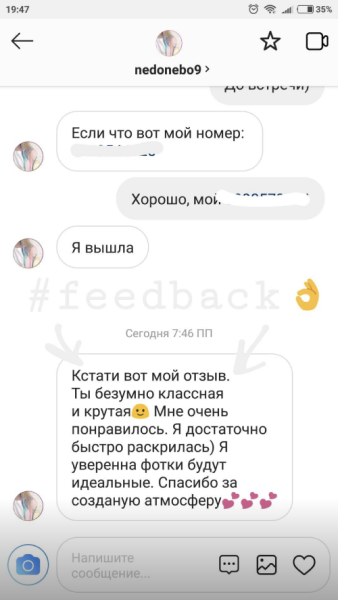 19:47
35%
nedonebo9 >
До встречи)
Если что вот мой номер:
Хорошо, мой
Я вышла
#feedback
Сегодня 7:46 ПП
Кстати вот мой отзыв.
Ты безумно классная
и крутая🙂 Мне очень
понравилось. Я достаточно
быстро раскрилась) Я
уверенна фотки будут
идеальные. Спасибо за
созданую атмосферу💕💕💕💕
Напишите
сообщение...